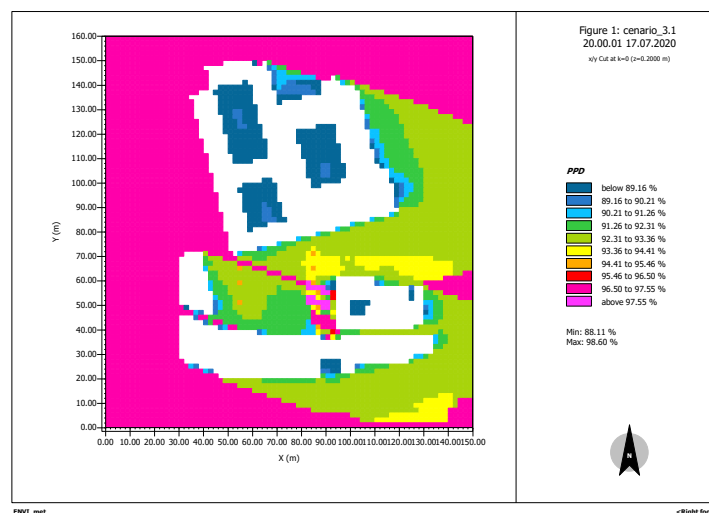 Figure 1: cenario_3.1
20.00.01 17.07.2020
x/y Cut at k=0 (z=0.2000 m)
160.00
150.00
140.00
130.00
120.00
110.00
100.00
90.00
80.00
70.00
60.00
50.00
40.00
30.00
20.00
10.00
0.00
Y (m)
0.00 10.00 20.00 30.00 40.00 50.00 60.00 70.00 80.00 90.00 100.00 110.00 120.00 130.00 140.00 150.00
X (m)
PPD
below 89.16 %
89.16 to 90.21 %
90.21 to 91.26 %
91.26 to 92.31 %
92.31 to 93.36 %
93.36 to 94.41 %
94.41 to 95.46 %
95.46 to 96.50 %
96.50 to 97.55 %
above 97.55 %
Min: 88.11 %
Max: 98.60 %
N
ENVI_met
<Right foo